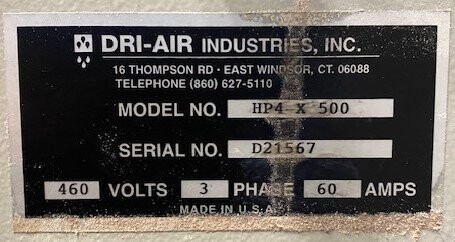 DRI-AIR INDUSTRIES, INC.
16 THOMPSON RD · EAST WINDSOR, CT. 06088
TELEPHONE (860) 627-5110
MODEL NO. HP4 X 500
SERIAL NO. D21567
460 VOLTS 3 PHASE 60 AMPS
MADE IN U.S.A